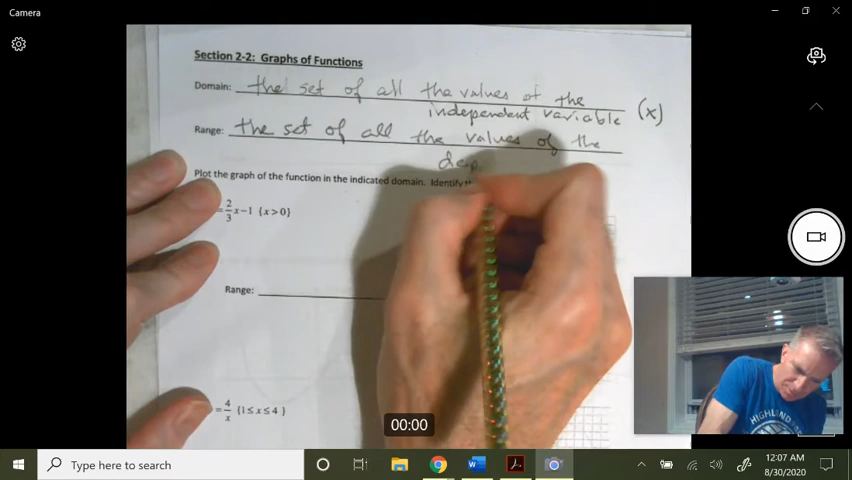 Camera
Section 2-2: Graphs of Functions
Domain: the set of all the values of the
independent variable (x)
Range: the set of all the values of the
dep
Plot the graph of the function in the indicated domain. Identify
= 2/3 x - 1 {x > 0}
Range:
= 4/x {1 ≤ x ≤ 4}
HIGHLAND
00:00
Type here to search
12:07 AM
8/30/2020